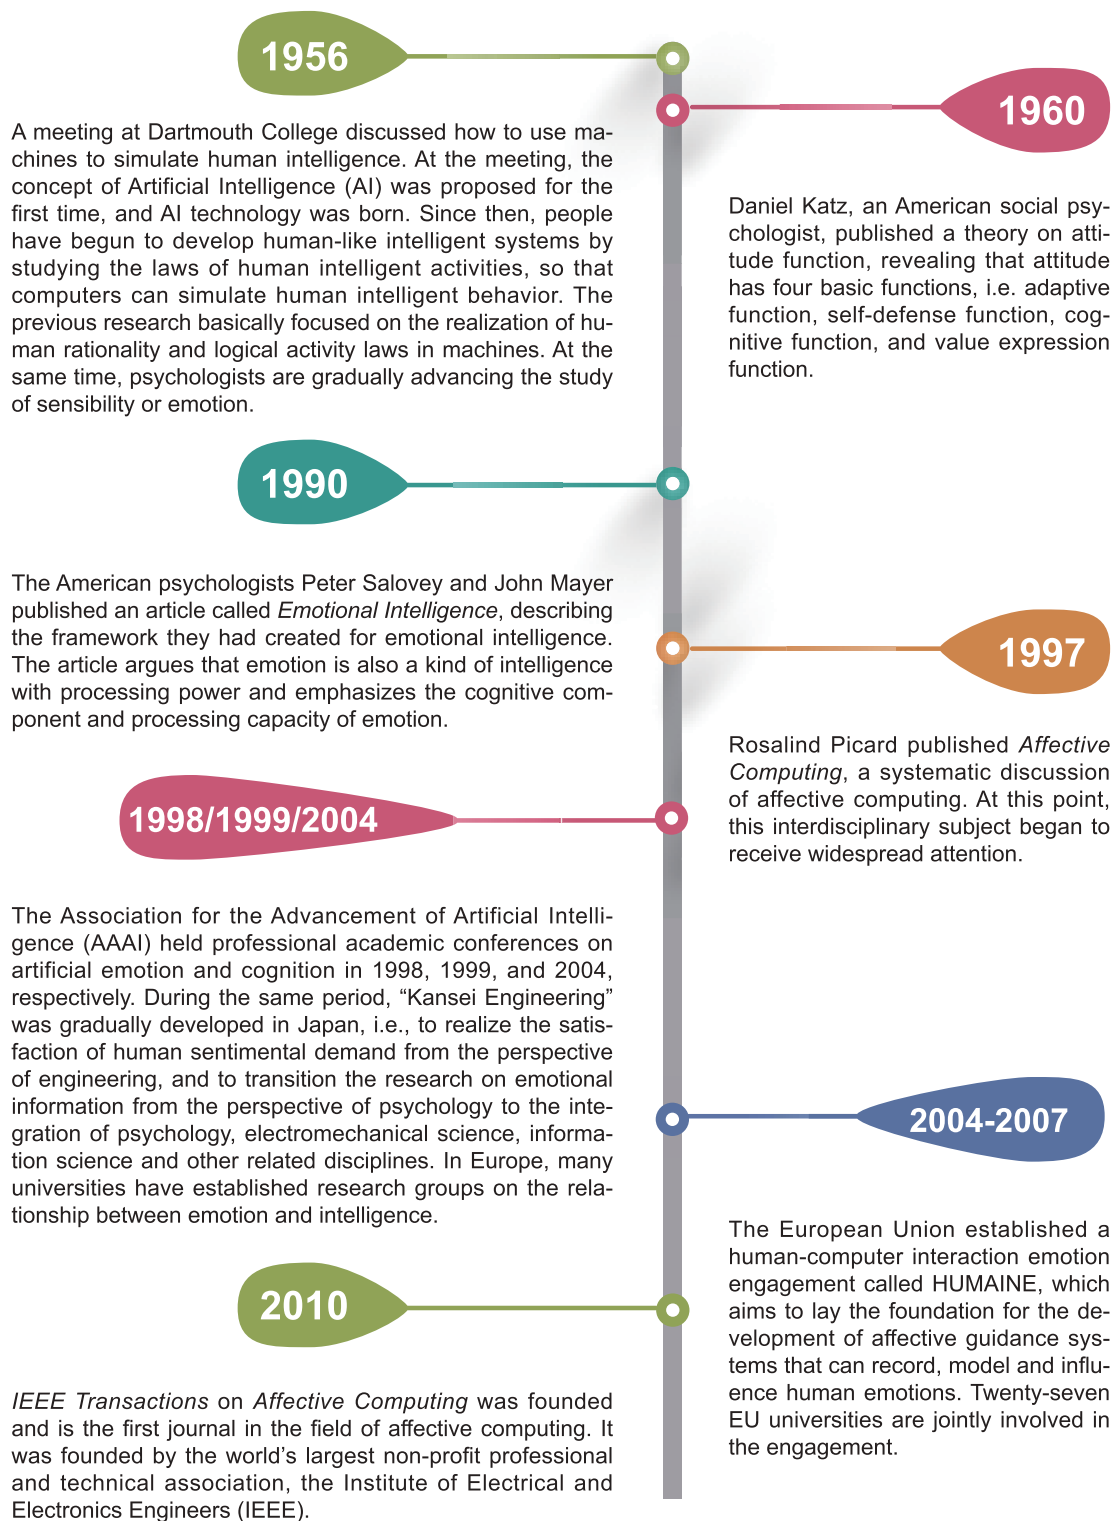 1956
A meeting at Dartmouth College discussed how to use ma-
chines to simulate human intelligence. At the meeting, the
concept of Artificial Intelligence (AI) was proposed for the
first time, and AI technology was born. Since then, people
have begun to develop human-like intelligent systems by
studying the laws of human intelligent activities, so that
computers can simulate human intelligent behavior. The
previous research basically focused on the realization of hu-
man rationality and logical activity laws in machines. At the
same time, psychologists are gradually advancing the study
of sensibility or emotion.
1960
Daniel Katz, an American social psy-
chologist, published a theory on atti-
tude function, revealing that attitude
has four basic functions, i.e. adaptive
function, self-defense function, cog-
nitive function, and value expression
function.
1990
The American psychologists Peter Salovey and John Mayer
published an article called Emotional Intelligence, describing
the framework they had created for emotional intelligence.
The article argues that emotion is also a kind of intelligence
with processing power and emphasizes the cognitive com-
ponent and processing capacity of emotion.
1997
Rosalind Picard published Affective
Computing, a systematic discussion
of affective computing. At this point,
this interdisciplinary subject began to
receive widespread attention.
1998/1999/2004
The Association for the Advancement of Artificial Intelli-
gence (AAAI) held professional academic conferences on
artificial emotion and cognition in 1998, 1999, and 2004,
respectively. During the same period, “Kansei Engineering”
was gradually developed in Japan, i.e., to realize the satis-
faction of human sentimental demand from the perspective
of engineering, and to transition the research on emotional
information from the perspective of psychology to the inte-
gration of psychology, electromechanical science, informa-
tion science and other related disciplines. In Europe, many
universities have established research groups on the rela-
tionship between emotion and intelligence.
2004-2007
The European Union established a
human-computer interaction emotion
engagement called HUMAINE, which
aims to lay the foundation for the de-
velopment of affective guidance sys-
tems that can record, model and influ-
ence human emotions. Twenty-seven
EU universities are jointly involved in
the engagement.
2010
IEEE Transactions on Affective Computing was founded
and is the first journal in the field of affective computing. It
was founded by the world’s largest non-profit professional
and technical association, the Institute of Electrical and
Electronics Engineers (IEEE).